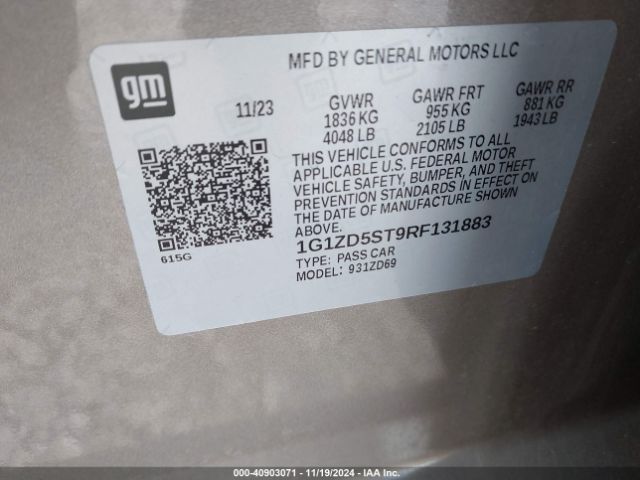 MFD BY GENERAL MOTORS LLC
gm
11/23
GVWR
1836 KG
4048 LB
GAWR FRT
955 KG
2105 LB
GAWR RR
881 KG
1943 LB
THIS VEHICLE CONFORMS TO ALL
APPLICABLE U.S. FEDERAL MOTOR
VEHICLE SAFETY, BUMPER, AND THEFT
PREVENTION STANDARDS IN EFFECT ON
THE DATE OF MANUFACTURE SHOWN
ABOVE.
1G1ZD5ST9RF131883
TYPE: PASS CAR
MODEL: 931ZD69
615G
000-40903071 - 11/19/2024 - IAA Inc.